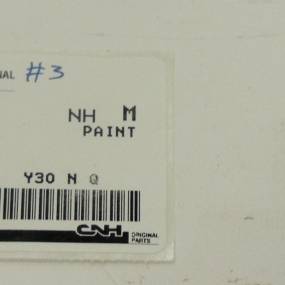 NAL #3
NH M
PAINT
Y30 N Q
CNH ORIGINAL
PARTS